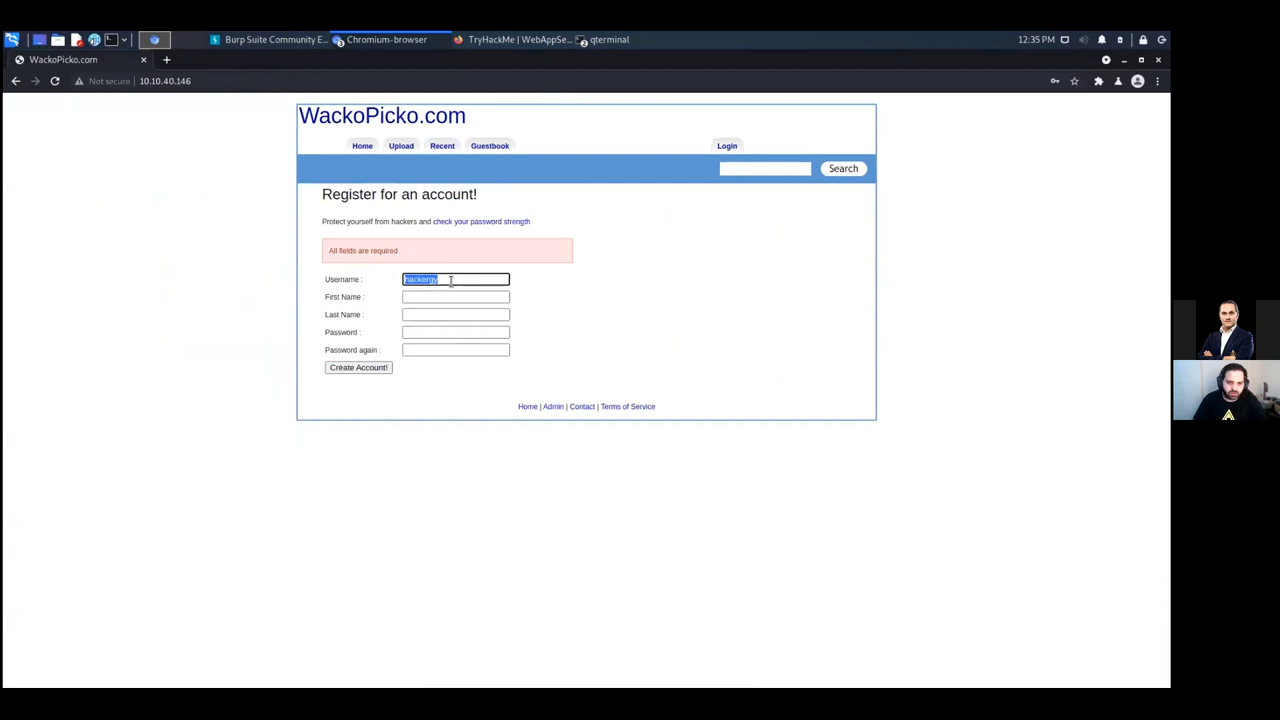 Burp Suite Community E...
Chromium-browser
TryHackMe | WebAppSe...
qterminal
12:35 PM
WackoPicko.com
Not secure
10.10.40.146
WackoPicko.com
Home
Upload
Recent
Guestbook
Login
Search
Register for an account!
Protect yourself from hackers and check your password strength
All fields are required
Username :
hackergy
First Name :
Last Name :
Password :
Password again :
Create Account!
Home | Admin | Contact | Terms of Service